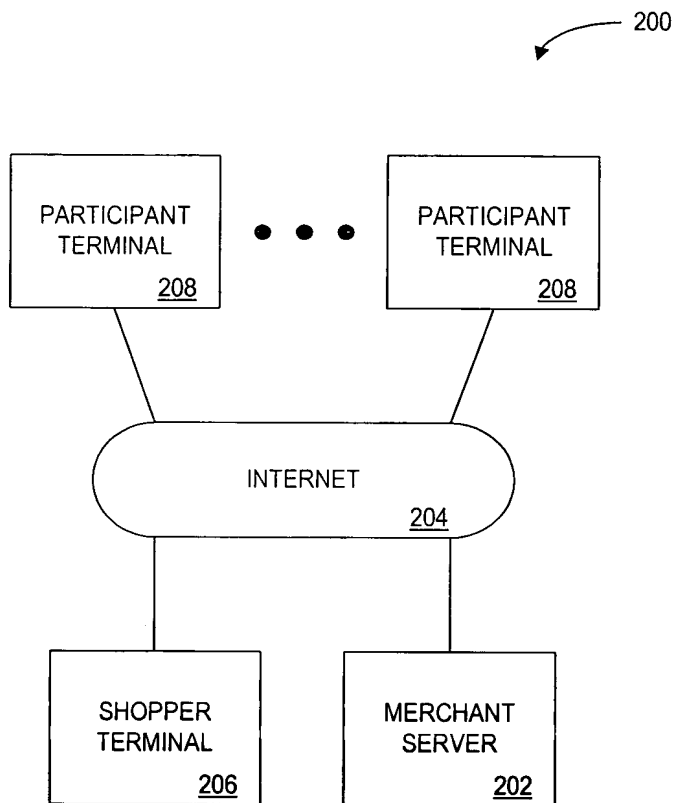 200
PARTICIPANT
TERMINAL
208
PARTICIPANT
TERMINAL
208
INTERNET
204
SHOPPER
TERMINAL
206
MERCHANT
SERVER
202